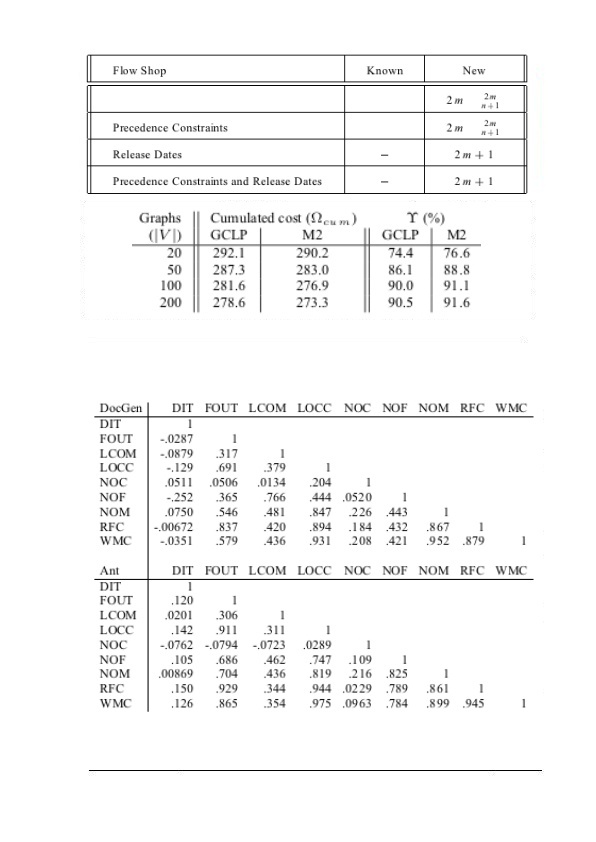 Flow Shop Known New
2m 2m/n+1
Precedence Constraints 2m 2m/n+1
Release Dates – 2m + 1
Precedence Constraints and Release Dates – 2m + 1
Graphs Cumulated cost (Ωcum) ϒ (%)
(|V|) GCLP M2 GCLP M2
20 292.1 290.2 74.4 76.6
50 287.3 283.0 86.1 88.8
100 281.6 276.9 90.0 91.1
200 278.6 273.3 90.5 91.6
DocGen DIT FOUT LCOM LOCC NOC NOF NOM RFC WMC
DIT 1
FOUT -.0287 1
LCOM -.0879 .317 1
LOCC -.129 .691 .379 1
NOC .0511 .0506 .0134 .204 1
NOF -.252 .365 .766 .444 .0520 1
NOM .0750 .546 .481 .847 .226 .443 1
RFC -.00672 .837 .420 .894 .184 .432 .867 1
WMC -.0351 .579 .436 .931 .208 .421 .952 .879 1
Ant DIT FOUT LCOM LOCC NOC NOF NOM RFC WMC
DIT 1
FOUT .120 1
LCOM .0201 .306 1
LOCC .142 .911 .311 1
NOC -.0762 -.0794 -.0723 .0289 1
NOF .105 .686 .462 .747 .109 1
NOM .00869 .704 .436 .819 .216 .825 1
RFC .150 .929 .344 .944 .0229 .789 .861 1
WMC .126 .865 .354 .975 .0963 .784 .899 .945 1